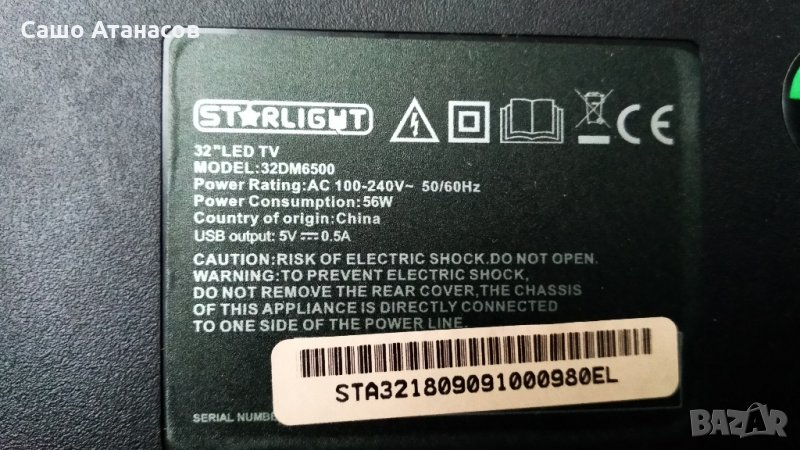 Сашо Атанасов
STARLIGHT
32"LED TV
MODEL:32DM6500
Power Rating:AC 100-240V~ 50/60Hz
Power Consumption:56W
Country of origin:China
USB output: 5V⎓0.5A
CAUTION:RISK OF ELECTRIC SHOCK.DO NOT OPEN.
WARNING:TO PREVENT ELECTRIC SHOCK,
DO NOT REMOVE THE REAR COVER,THE CHASSIS
OF THIS APPLIANCE IS DIRECTLY CONNECTED
TO ONE SIDE OF THE POWER LINE.
STA321809091000980EL
SERIAL NUMBE
BAZAR